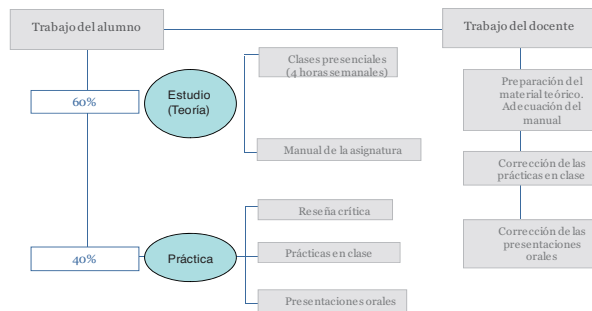 Trabajo del alumno
Trabajo del docente
60%
Estudio
(Teoría)
Clases presenciales
(4 horas semanales)
Manual de la asignatura
Preparación del
material teórico.
Adecuación del
manual
Corrección de las
prácticas en clase
40%
Práctica
Reseña crítica
Prácticas en clase
Presentaciones orales
Corrección de las
presentaciones
orales